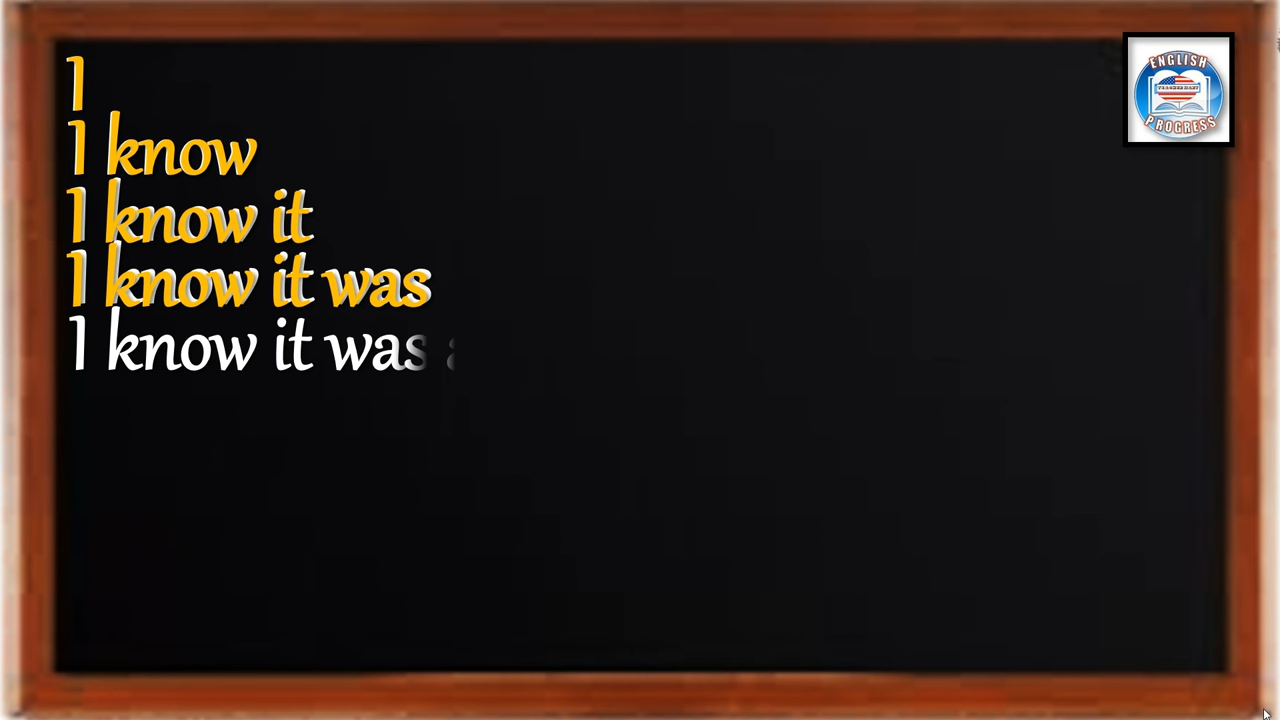 I
I know
I know it
I know it was
I know it was
ENGLISH
PROGRESS